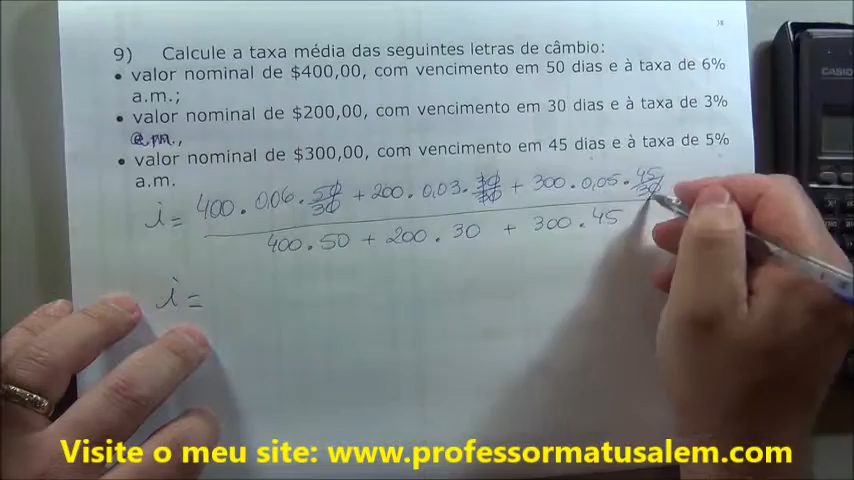 38
9) Calcule a taxa média das seguintes letras de câmbio:
• valor nominal de $400,00, com vencimento em 50 dias e à taxa de 6%
a.m.;
• valor nominal de $200,00, com vencimento em 30 dias e à taxa de 3%
a.m.,
• valor nominal de $300,00, com vencimento em 45 dias e à taxa de 5%
a.m.
i = 400 . 0,06 . 50/30 + 200 . 0,03 . 30/30 + 300 . 0,05 . 45/30
400 . 50 + 200 . 30 + 300 . 45
i =
CASIO
Visite o meu site: www.professormatusalem.com